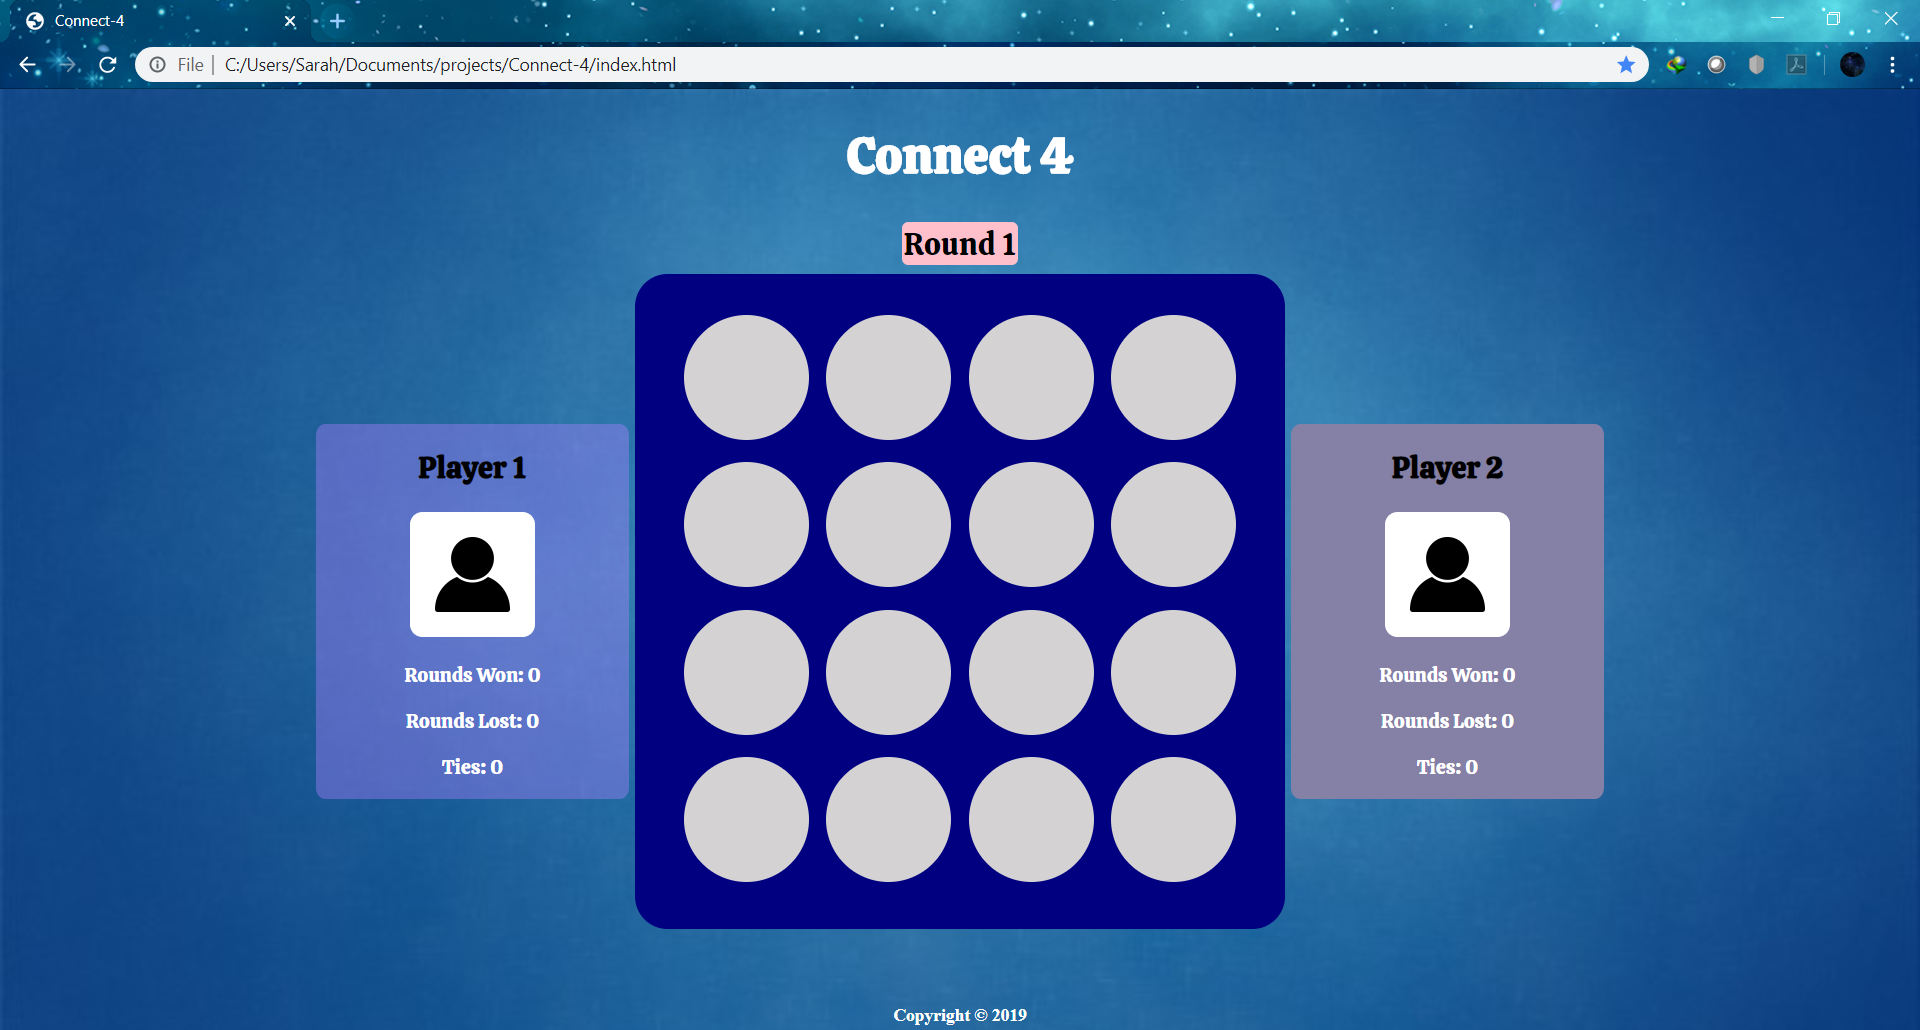 Connect-4
File | C:/Users/Sarah/Documents/projects/Connect-4/index.html
Connect 4
Round 1
Player 1
Rounds Won: 0
Rounds Lost: 0
Ties: 0
Player 2
Rounds Won: 0
Rounds Lost: 0
Ties: 0
Copyright © 2019